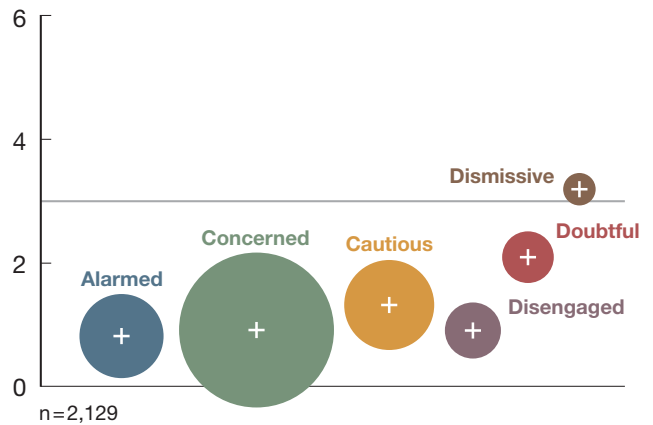 6
4
Dismissive
Concerned
Doubtful
Cautious
2
Alarmed
Disengaged
0
n=2,129